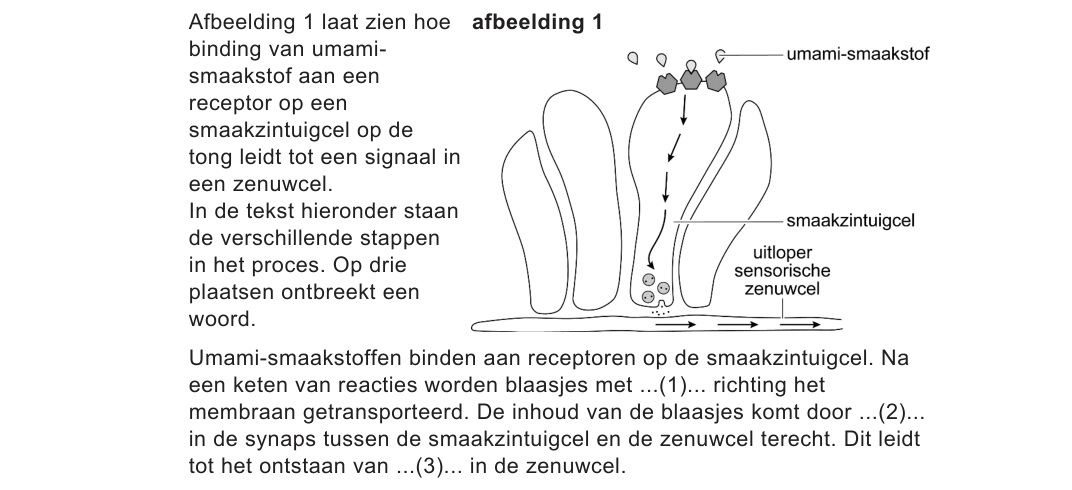 Afbeelding 1 laat zien hoe
binding van umami-
smaakstof aan een
receptor op een
smaakzintuigcel op de
tong leidt tot een signaal in
een zenuwcel.
In de tekst hieronder staan
de verschillende stappen
in het proces. Op drie
plaatsen ontbreekt een
woord.
afbeelding 1
umami-smaakstof
smaakzintuigcel
uitloper
sensorische
zenuwcel
Umami-smaakstoffen binden aan receptoren op de smaakzintuigcel. Na
een keten van reacties worden blaasjes met ...(1)... richting het
membraan getransporteerd. De inhoud van de blaasjes komt door ...(2)...
in de synaps tussen de smaakzintuigcel en de zenuwcel terecht. Dit leidt
tot het ontstaan van ...(3)... in de zenuwcel.